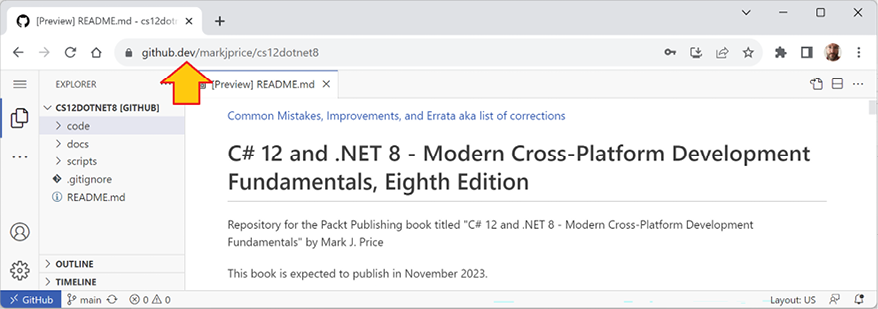 [Preview] README.md - cs12dotne
github.dev/markjprice/cs12dotnet8
EXPLORER
[Preview] README.md
CS12DOTNET8 [GITHUB]
code
docs
scripts
.gitignore
README.md
OUTLINE
TIMELINE
Common Mistakes, Improvements, and Errata aka list of corrections
C# 12 and .NET 8 - Modern Cross-Platform Development
Fundamentals, Eighth Edition
Repository for the Packt Publishing book titled "C# 12 and .NET 8 - Modern Cross-Platform Development
Fundamentals" by Mark J. Price
This book is expected to publish in November 2023.
GitHub main 0 0 Layout: US